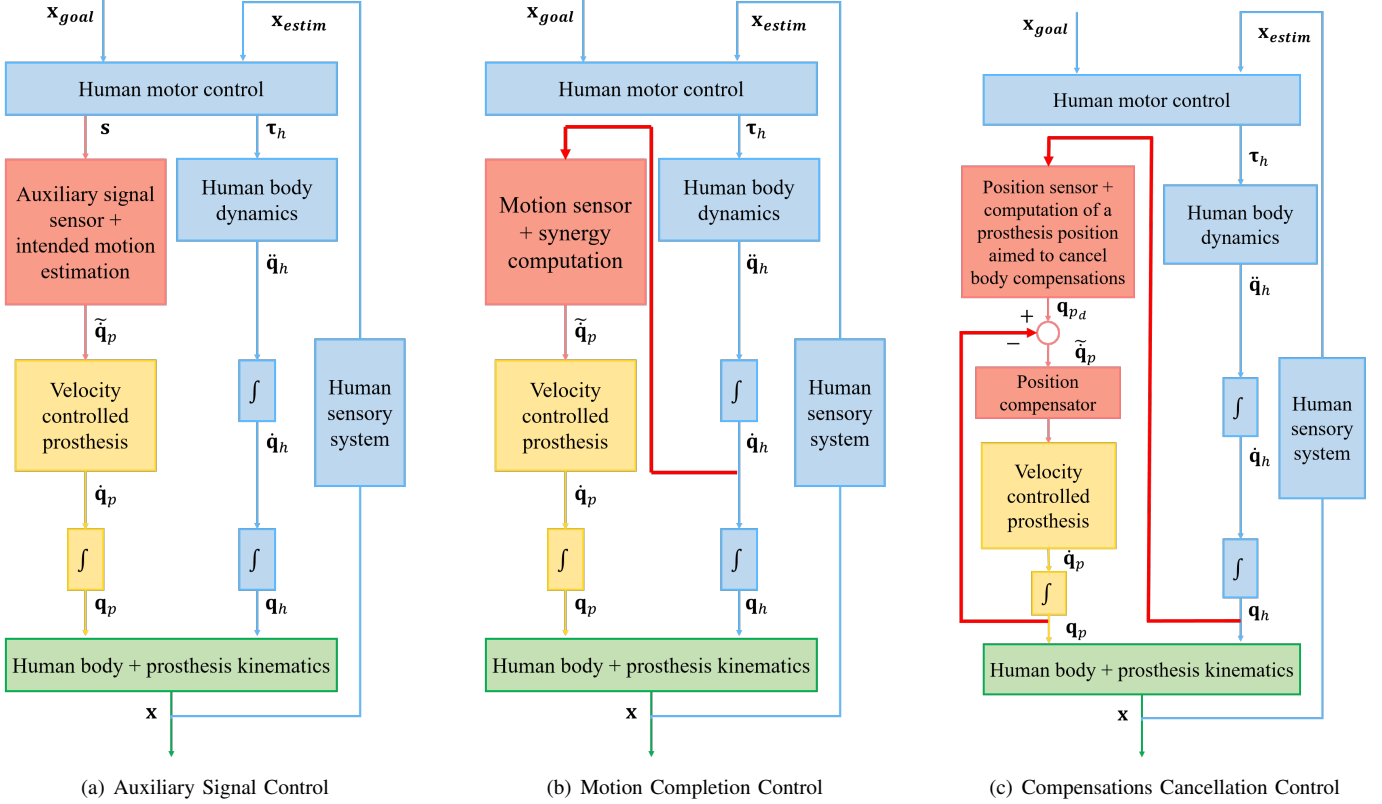 x_goal
x_estim
Human motor control
s
τ_h
Auxiliary signal
sensor +
intended motion
estimation
Human body
dynamics
q̈_h
q̇̃_p
Velocity
controlled
prosthesis
∫
Human
sensory
system
q̇_h
q̇_p
∫
∫
q_p
q_h
Human body + prosthesis kinematics
x
(a) Auxiliary Signal Control
x_goal
x_estim
Human motor control
τ_h
Motion sensor
+ synergy
computation
Human body
dynamics
q̈_h
q̇̃_p
Velocity
controlled
prosthesis
∫
Human
sensory
system
q̇_h
q̇_p
∫
∫
q_p
q_h
Human body + prosthesis kinematics
x
(b) Motion Completion Control
x_goal
x_estim
Human motor control
τ_h
Position sensor +
computation of a
prosthesis position
aimed to cancel
body compensations
Human body
dynamics
q̈_h
q_p_d
+
−
q̇̃_p
Position
compensator
∫
Human
sensory
system
q̇_h
Velocity
controlled
prosthesis
q̇_p
∫
∫
q_p
q_h
Human body + prosthesis kinematics
x
(c) Compensations Cancellation Control